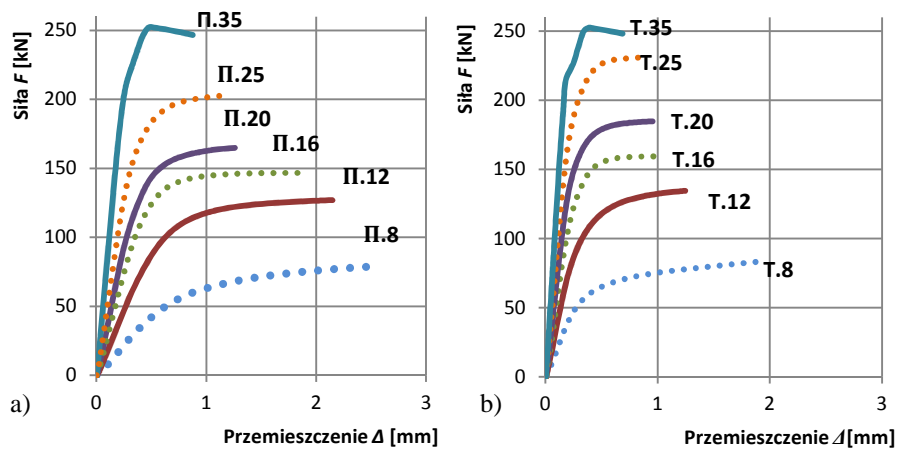 Siła F [kN]
250
200
150
100
50
0
0 1 2 3
Π.35
Π.25
Π.20
Π.16
Π.12
Π.8
a)
Przemieszczenie Δ [mm]
Siła F [kN]
250
200
150
100
50
0
0 1 2 3
T.35
T.25
T.20
T.16
T.12
T.8
b)
Przemieszczenie Δ [mm]